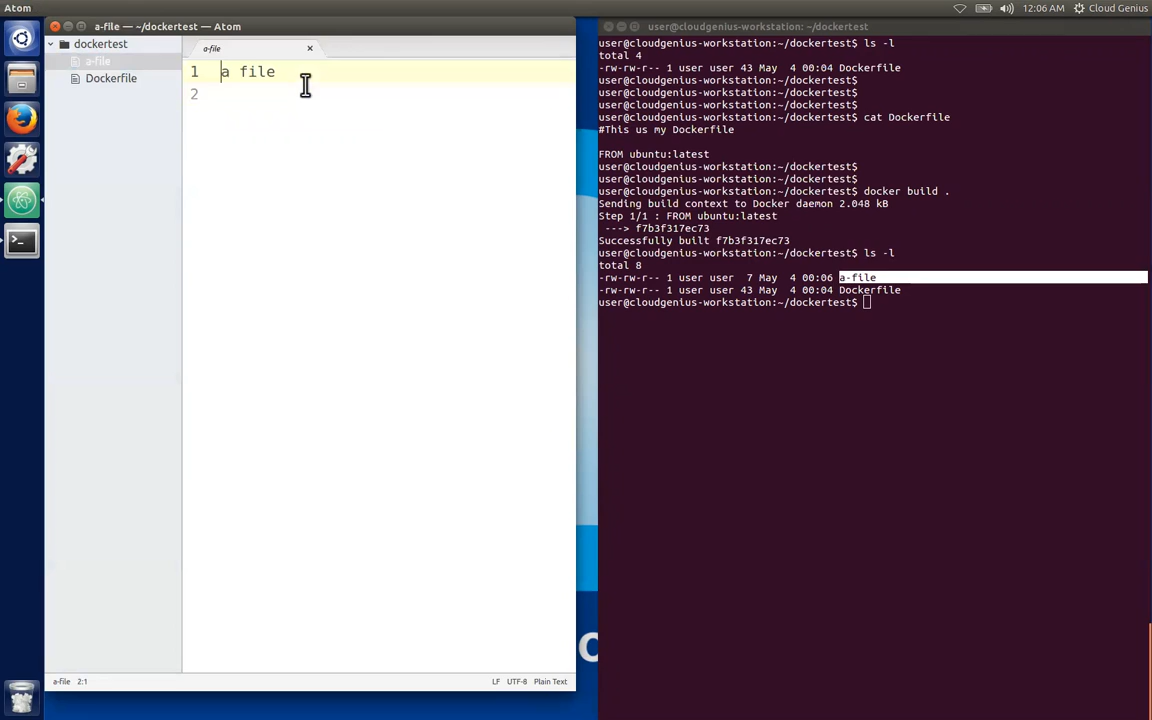 Atom
12:06 AM
Cloud Genius
a-file — ~/dockertest — Atom
user@cloudgenius-workstation: ~/dockertest
dockertest
a-file
Dockerfile
a-file
1 a file
2
a-file 2:1
LF UTF-8 Plain Text
user@cloudgenius-workstation:~/dockertest$ ls -l
total 4
-rw-rw-r-- 1 user user 43 May  4 00:04 Dockerfile
user@cloudgenius-workstation:~/dockertest$
user@cloudgenius-workstation:~/dockertest$
user@cloudgenius-workstation:~/dockertest$
user@cloudgenius-workstation:~/dockertest$ cat Dockerfile
#This us my Dockerfile
FROM ubuntu:latest
user@cloudgenius-workstation:~/dockertest$
user@cloudgenius-workstation:~/dockertest$
user@cloudgenius-workstation:~/dockertest$ docker build .
Sending build context to Docker daemon 2.048 kB
Step 1/1 : FROM ubuntu:latest
 ---> f7b3f317ec73
Successfully built f7b3f317ec73
user@cloudgenius-workstation:~/dockertest$ ls -l
total 8
-rw-rw-r-- 1 user user  7 May  4 00:06 a-file
-rw-rw-r-- 1 user user 43 May  4 00:04 Dockerfile
user@cloudgenius-workstation:~/dockertest$